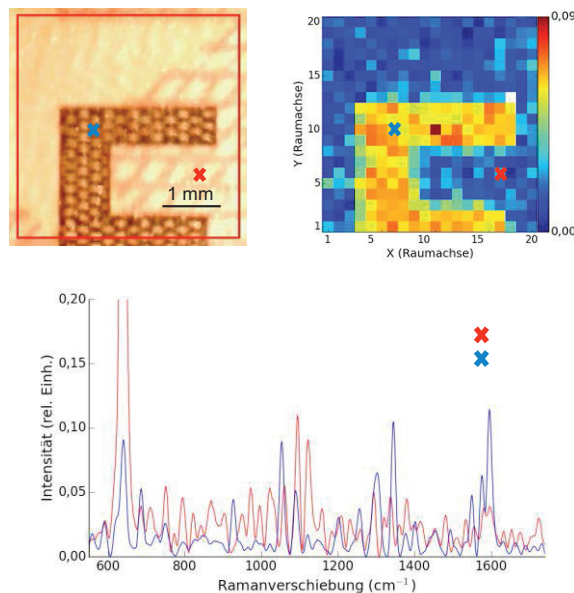 1 mm
20
15
10
5
1
Y (Raumachse)
1 5 10 15 20
X (Raumachse)
0,09
0,00
0,20
0,15
0,10
0,05
0,00
Intensität (rel. Einh.)
600 800 1000 1200 1400 1600
Ramanverschiebung (cm⁻¹)